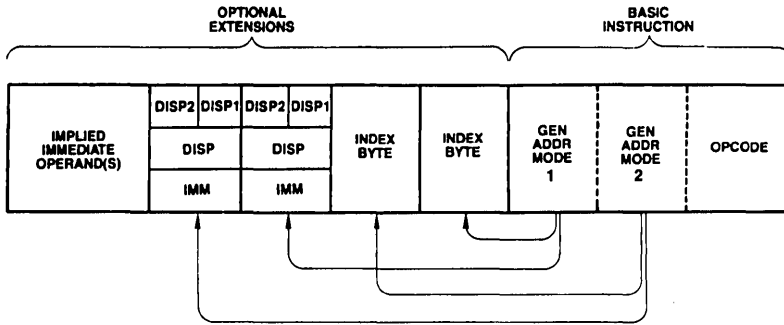 OPTIONAL
EXTENSIONS
BASIC
INSTRUCTION
IMPLIED
IMMEDIATE
OPERAND(S)
DISP2 DISP1
DISP
IMM
DISP2 DISP1
DISP
IMM
INDEX
BYTE
INDEX
BYTE
GEN
ADDR
MODE
1
GEN
ADDR
MODE
2
OPCODE